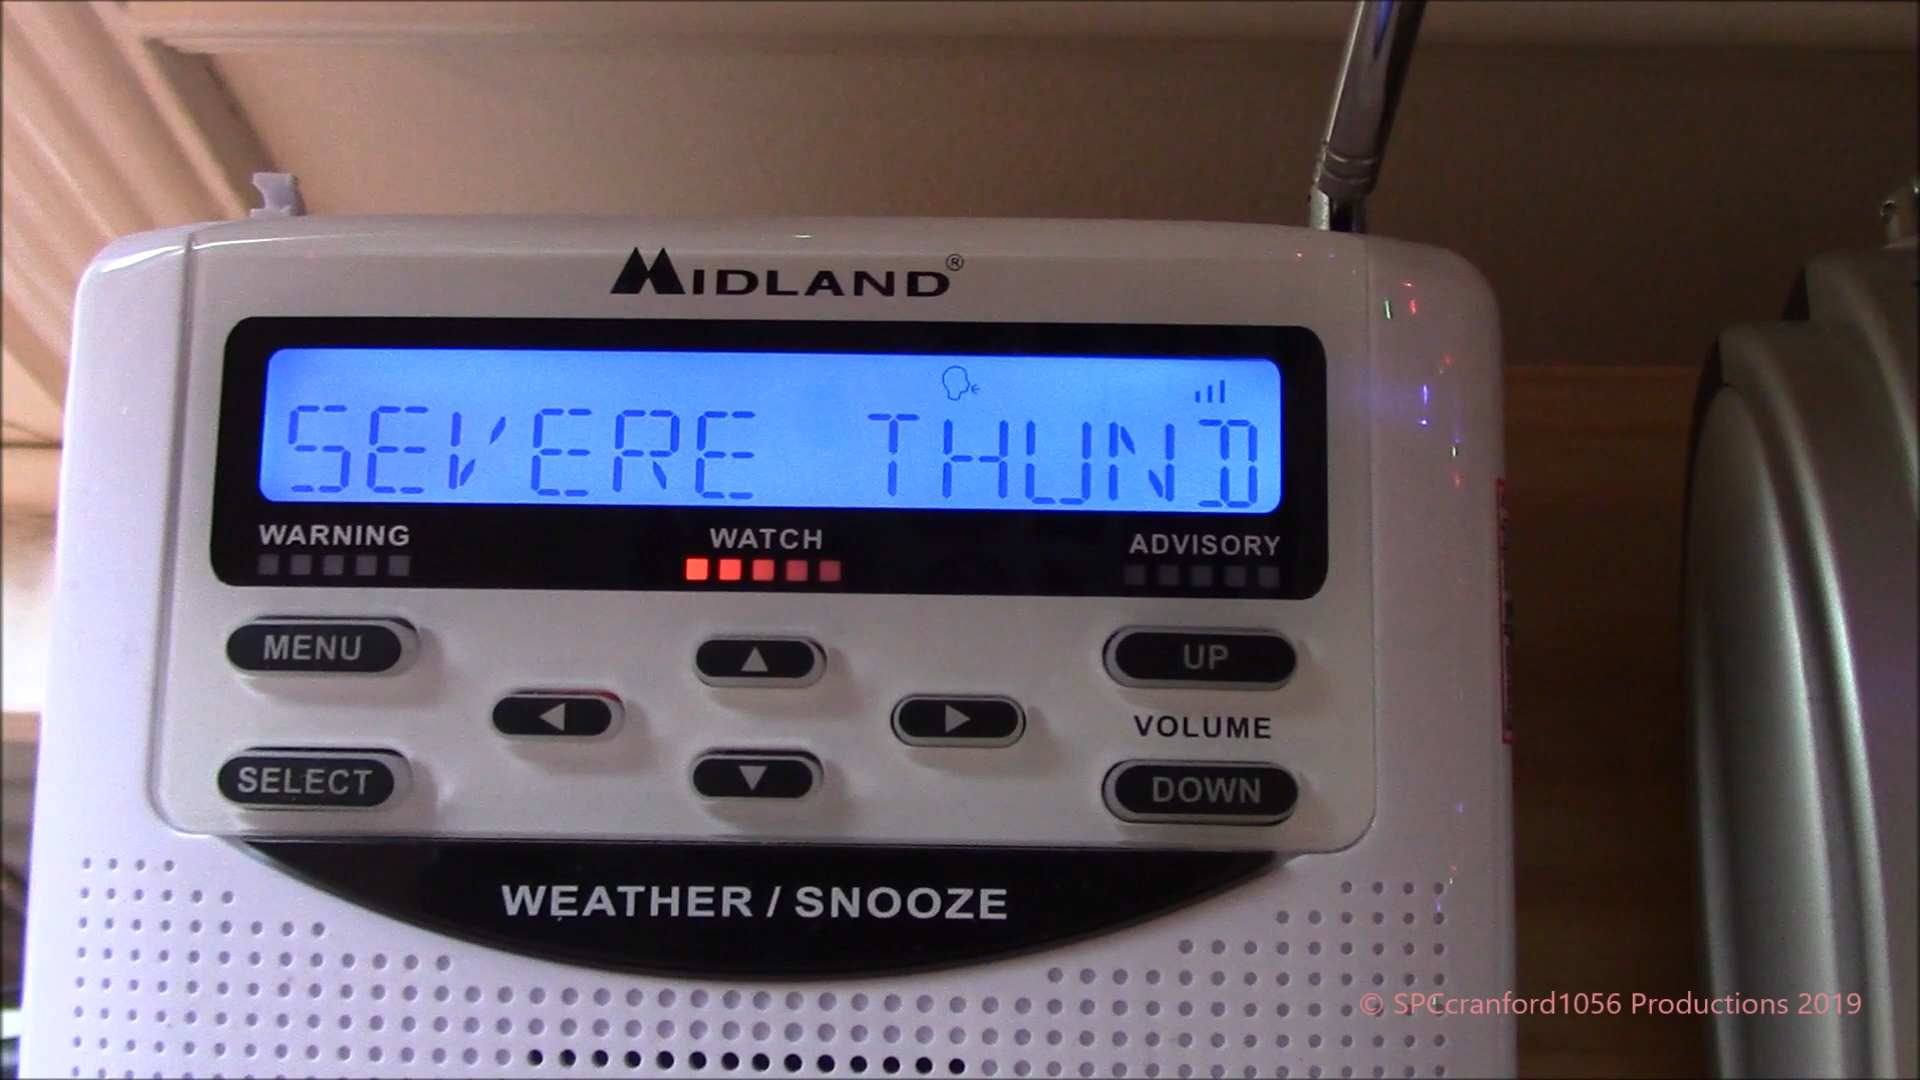 MIDLAND®
SEVERE THUND
WARNING WATCH ADVISORY
MENU
UP
VOLUME
SELECT
DOWN
WEATHER / SNOOZE
© SPCcranford1056 Productions 2019